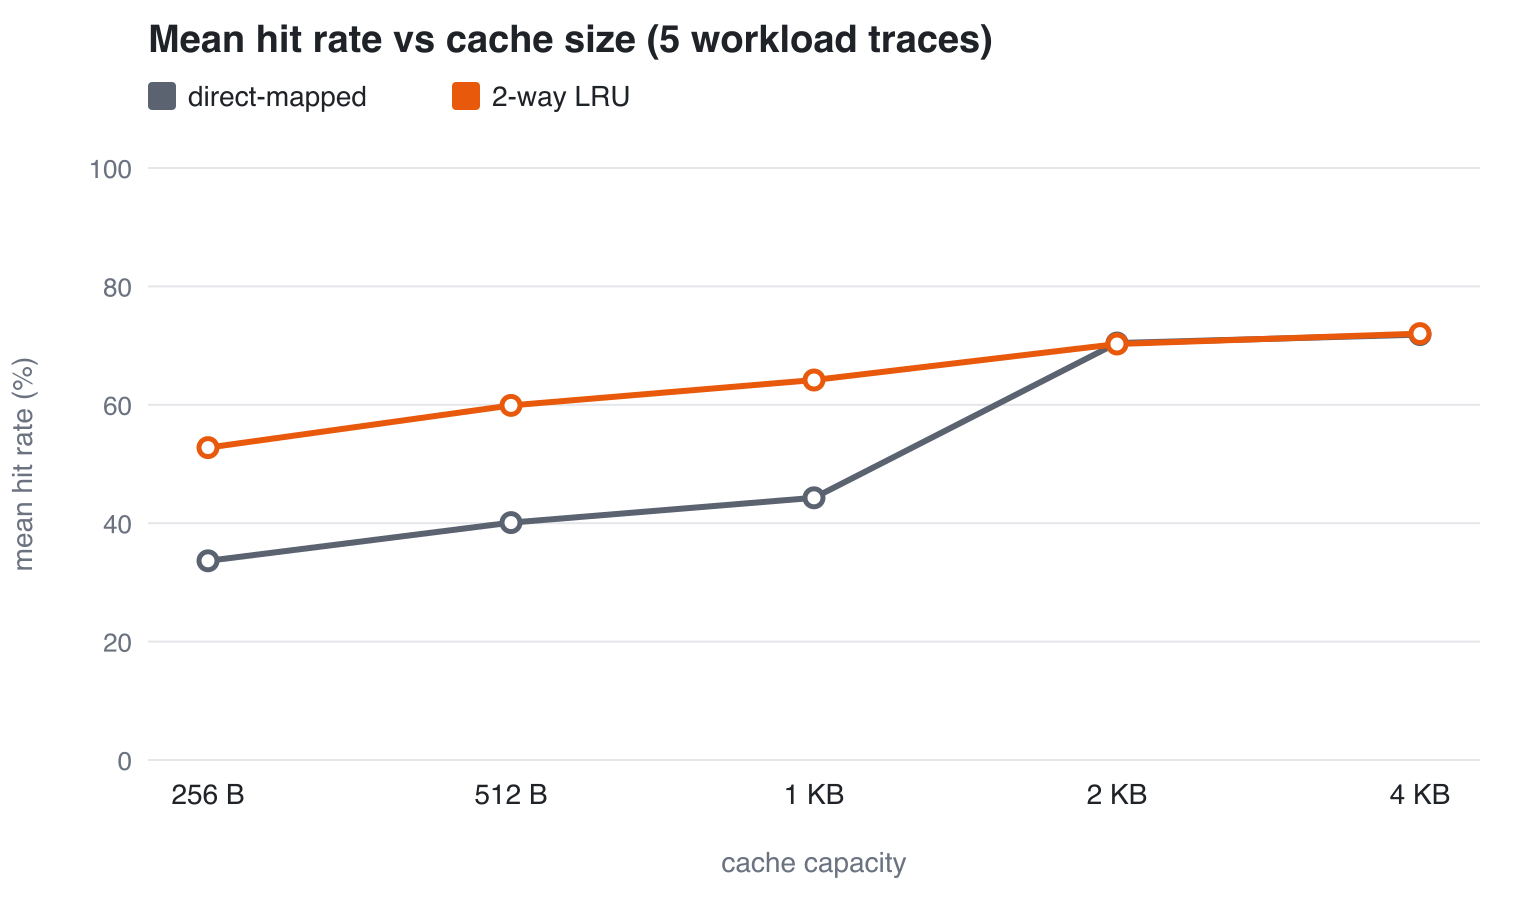 Mean hit rate vs cache size (5 workload traces)
direct-mapped
2-way LRU
100
80
60
40
20
0
mean hit rate (%)
256 B
512 B
1 KB
2 KB
4 KB
cache capacity